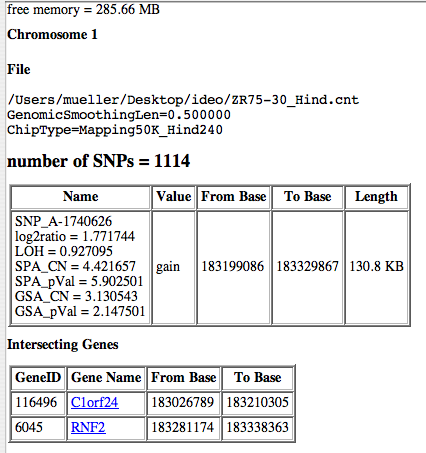 free memory = 285.66 MB
Chromosome 1
File
/Users/mueller/Desktop/ideo/ZR75-30_Hind.cnt
GenomicSmoothingLen=0.500000
ChipType=Mapping50K_Hind240
number of SNPs = 1114
Name Value From Base To Base Length
SNP_A-1740626
log2ratio = 1.771744
LOH = 0.927095
SPA_CN = 4.421657
SPA_pVal = 5.902501
GSA_CN = 3.130543
GSA_pVal = 2.147501
gain 183199086 183329867 130.8 KB
Intersecting Genes
GeneID Gene Name From Base To Base
116496 C1orf24 183026789 183210305
6045 RNF2 183281174 183338363